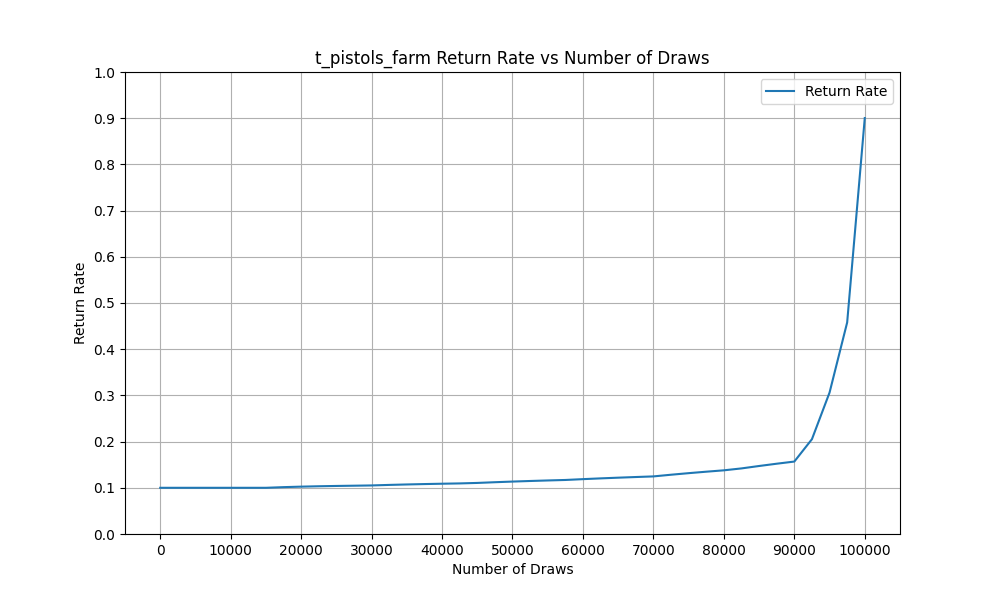 t_pistols_farm Return Rate vs Number of Draws
Return Rate
1.0
0.9
0.8
0.7
0.6
0.5
0.4
0.3
0.2
0.1
0.0
Return Rate
0 10000 20000 30000 40000 50000 60000 70000 80000 90000 100000
Number of Draws